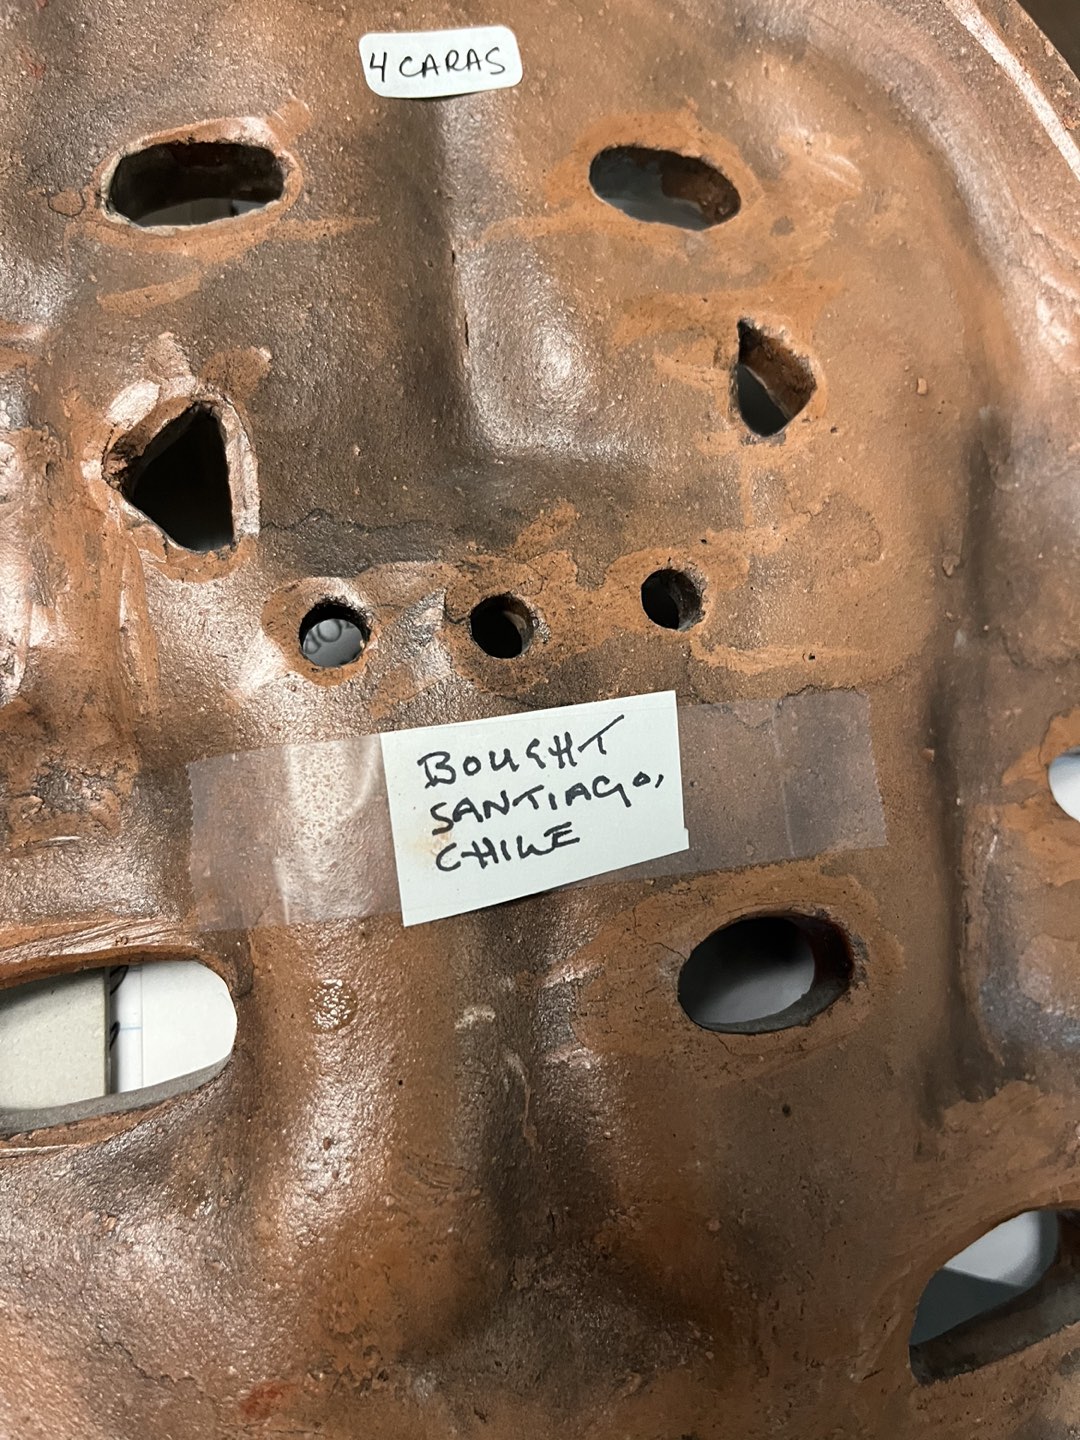 4 CARAS
BOUGHT
SANTIAGO,
CHILE